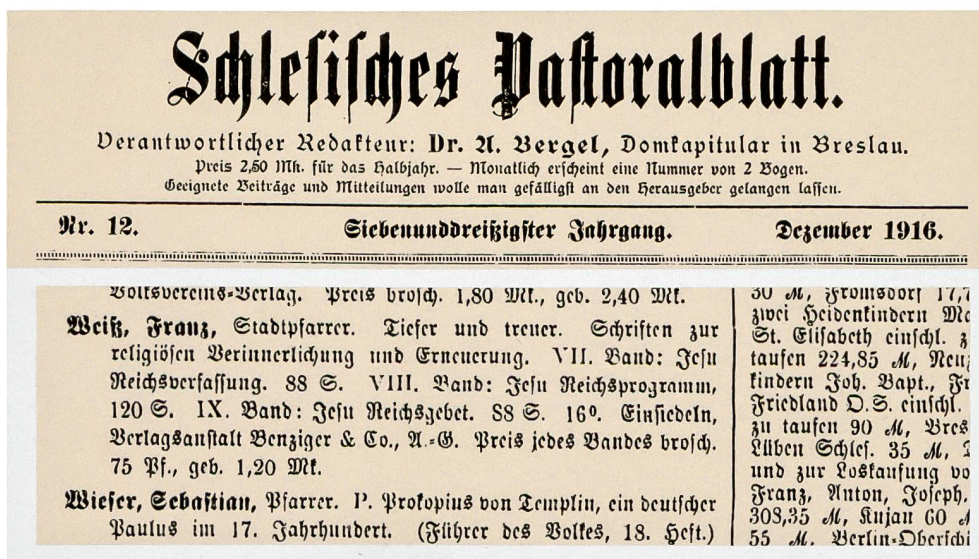 Schlesisches Pastoralblatt.
Verantwortlicher Redakteur: Dr. A. Bergel, Domkapitular in Breslau.
Preis 2,50 Mk. für das Halbjahr. — Monatlich erscheint eine Nummer von 2 Bogen.
Geeignete Beiträge und Mitteilungen wolle man gefälligst an den Herausgeber gelangen lassen.
Nr. 12. Siebenunddreißigster Jahrgang. Dezember 1916.
Volksvereins-Verlag. Preis brosch. 1,80 Mk., geb. 2,40 Mk.
Weiß, Franz, Stadtpfarrer. Tiefer und treuer. Schriften zur
religiösen Verinnerlichung und Erneuerung. VII. Band: Jesu
Reichsverfassung. 88 S. VIII. Band: Jesu Reichsprogramm,
120 S. IX. Band: Jesu Reichsgebet. 88 S. 16⁰. Einsiedeln,
Verlagsanstalt Benziger & Co., A.-G. Preis jedes Bandes brosch.
75 Pf., geb. 1,20 Mk.
Wieser, Sebastian, Pfarrer. P. Prokopius von Templin, ein deutscher
Paulus im 17. Jahrhundert. (Führer des Volkes, 18. Heft.)
30 M, Fromsdorf 17,7
zwei Heidenkindern
St. Elisabeth einschl.
taufen 224,85 M,
kindern Joh. Bapt.,
Friedland O.S. einschl.
zu taufen 90 M,
Lüben Schles. 35 M,
und zur Loskaufung
Franz, Anton, Joseph.
308,35 M, Kujau 60
55 M.